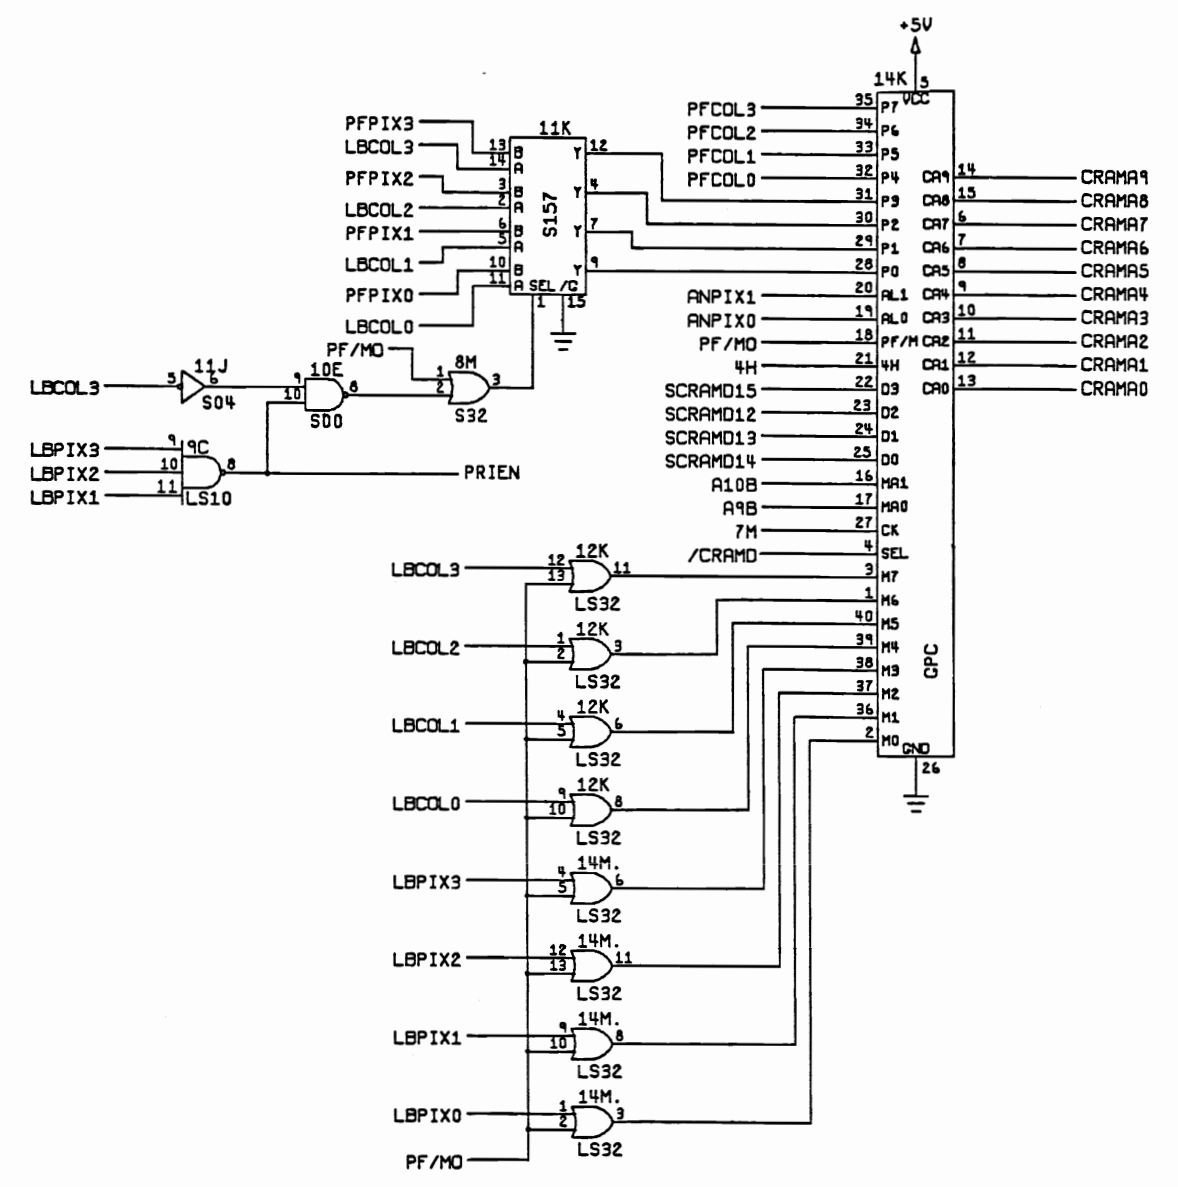 +5V
14K 5
VCC
PFCOL3 35 P7
PFCOL2 34 P6
PFCOL1 33 P5
PFCOL0 32 P4
31 P3
30 P2
29 P1
28 P0
ANPIX1 20 AL1
ANPIX0 19 AL0
PF/MO 18 PF/M
4H 21 4H
SCRAMD15 22 D3
SCRAMD12 23 D2
SCRAMD13 24 D1
SCRAMD14 25 D0
A10B 16 MA1
A9B 17 MA0
7M 27 CK
/CRAMD 4 SEL
3 M7
1 M6
40 M5
39 M4
38 M3
37 M2
36 M1
2 M0
GPC
GND
26
CA9 14 CRAMA9
CA8 15 CRAMA8
CA7 6 CRAMA7
CA6 7 CRAMA6
CA5 8 CRAMA5
CA4 9 CRAMA4
CA3 10 CRAMA3
CA2 11 CRAMA2
CA1 12 CRAMA1
CA0 13 CRAMA0
11K
PFPIX3 13 B Y 12
LBCOL3 14 A
PFPIX2 3 B Y 4
LBCOL2 2 A
PFPIX1 6 B Y 7
LBCOL1 5 A
PFPIX0 10 B Y 9
LBCOL0 11 A
S157
SEL /G
1 15
PF/MO 1 8M
2 3
S32
LBCOL3 5 11J 6
S04
10E
9
10 8
S00
LBPIX3 9 9C
LBPIX2 10 8 PRIEN
LBPIX1 11 LS10
12K
LBCOL3 12 11
13
LS32
12K
LBCOL2 1 3
2
LS32
12K
LBCOL1 4 6
5
LS32
12K
LBCOL0 9 8
10
LS32
14M.
LBPIX3 4 6
5
LS32
14M.
LBPIX2 12 11
13
LS32
14M.
LBPIX1 9 8
10
LS32
14M.
LBPIX0 1 3
2
LS32
PF/MO